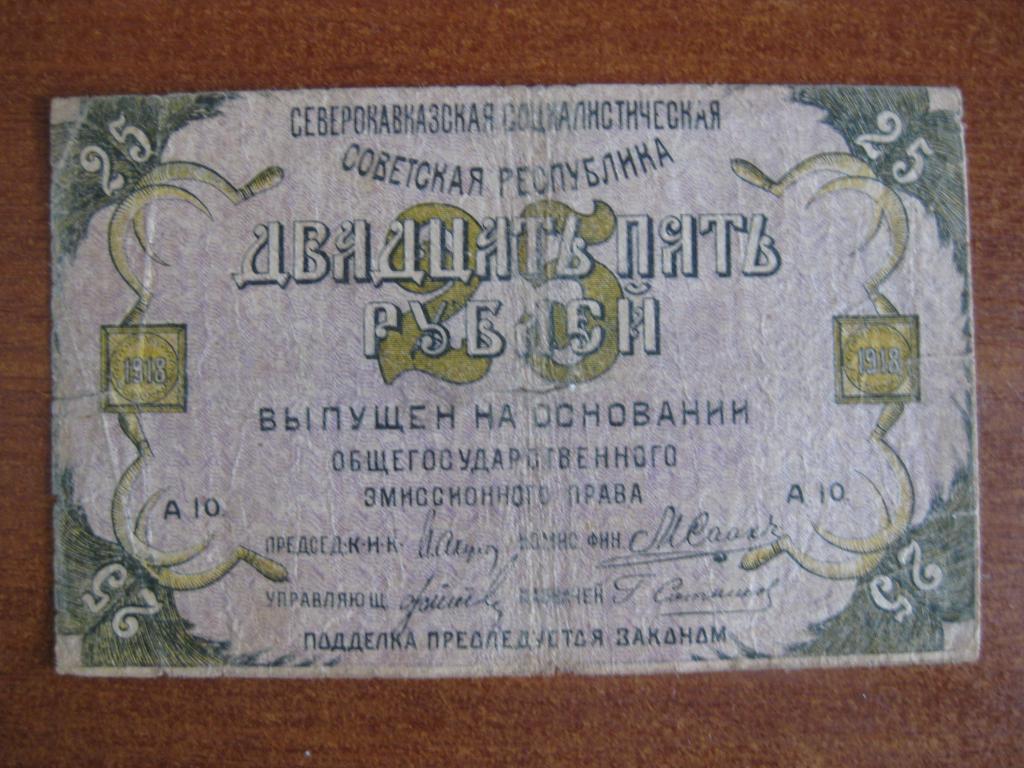 25 25
СЕВЕРОКАВКАЗСКАЯ СОЦИАЛИСТИЧЕСКАЯ
СОВЕТСКАЯ РЕСПУБЛИКА
25
ДВАДЦАТЬ ПЯТЬ
РУБЛЕЙ
1918 1918
ВЫПУЩЕН НА ОСНОВАНИИ
ОБЩЕГОСУДАРСТВЕННОГО
ЭМИССИОННОГО ПРАВА
А 10. А 10.
ПРЕДСЕД.К-И-К. КОМИС. ФИН.
УПРАВЛЯЮЩ. КАЗНАЧЕЙ
ПОДДЕЛКА ПРЕСЛЕДУЕТСЯ ЗАКОНОМ
25 25